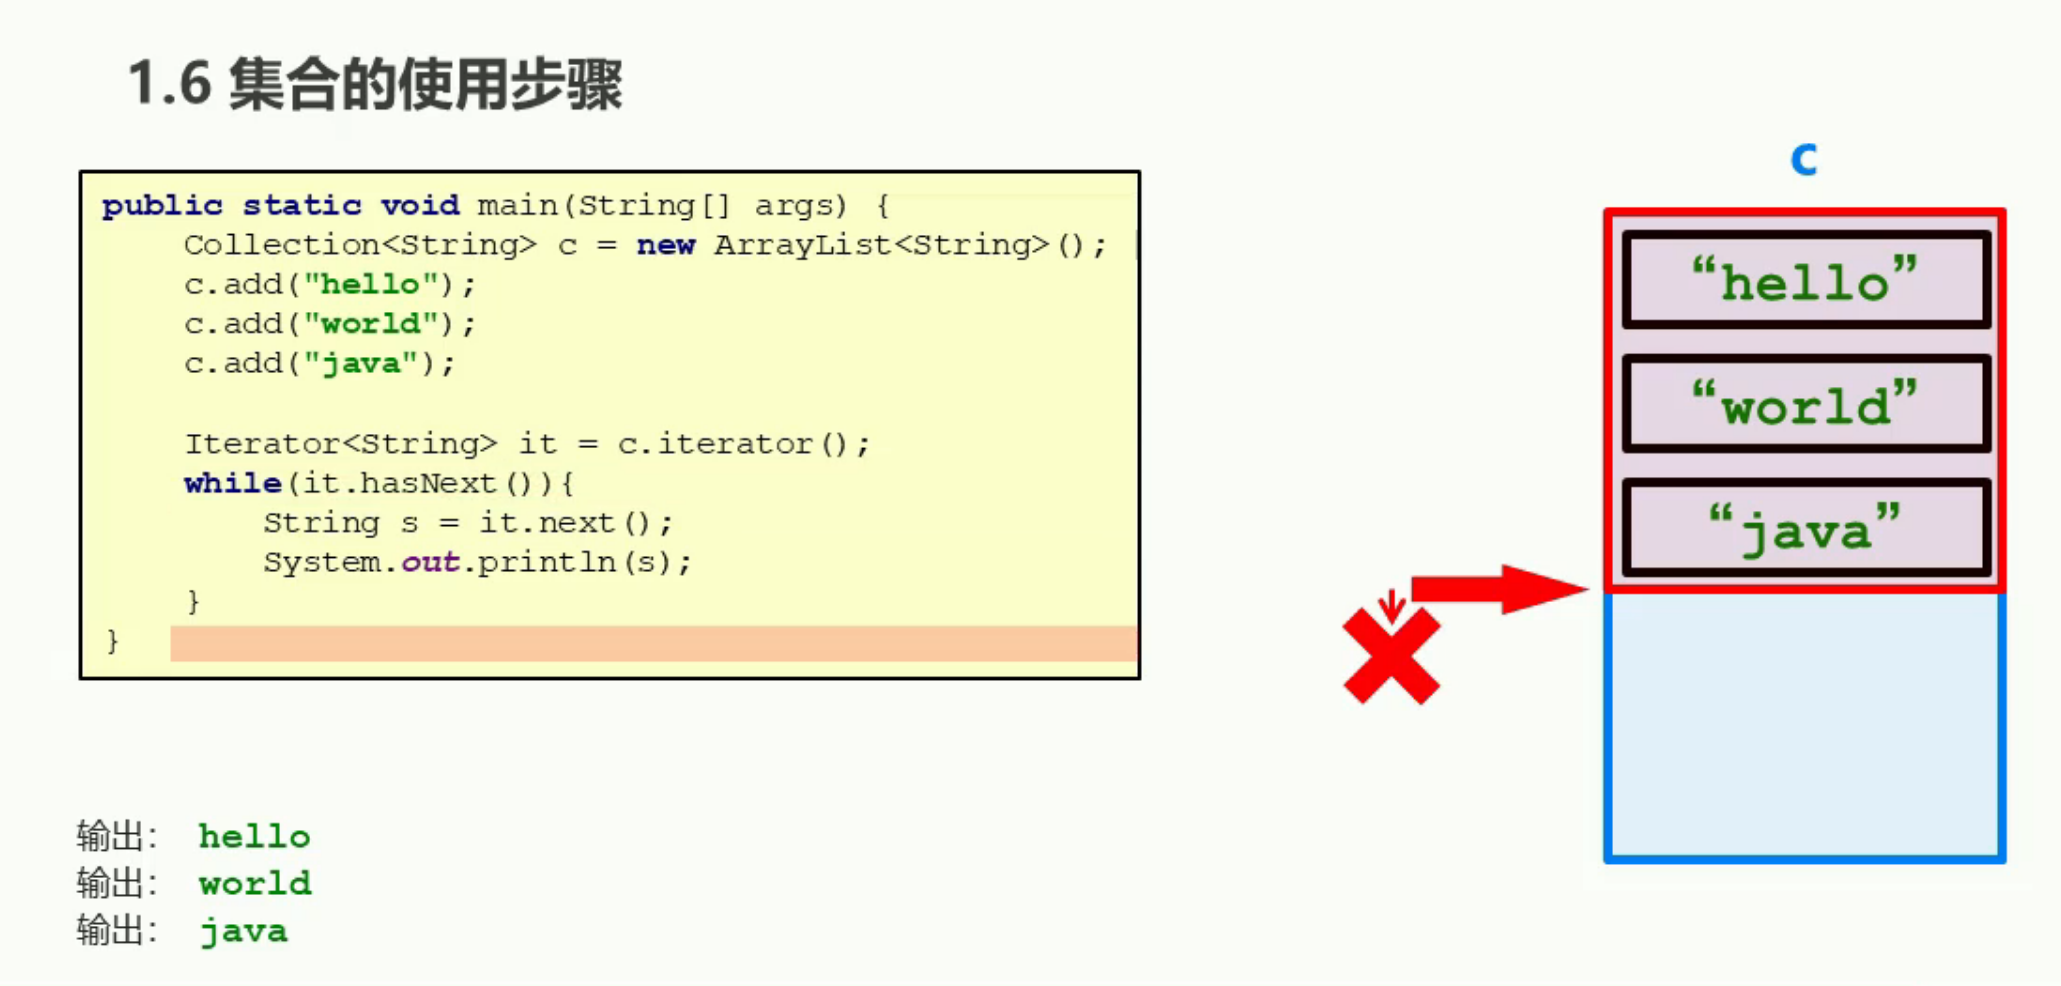 1.6 集合的使用步骤
public static void main(String[] args) {
Collection<String> c = new ArrayList<String>();
c.add("hello");
c.add("world");
c.add("java");
Iterator<String> it = c.iterator();
while(it.hasNext()){
String s = it.next();
System.out.println(s);
}
}
输出： hello
输出： world
输出： java
c
“hello”
“world”
“java”